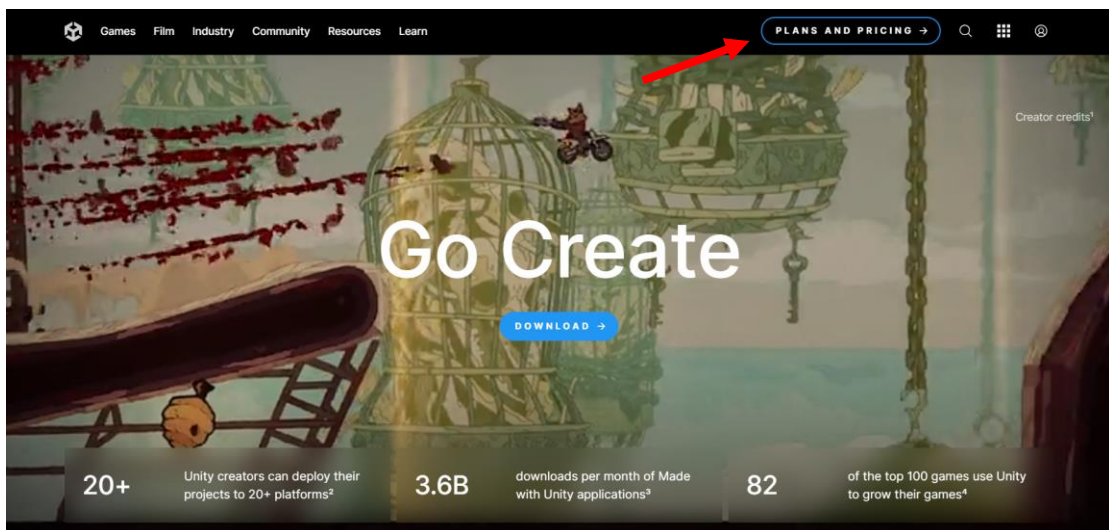 Games Film Industry Community Resources Learn PLANS AND PRICING →
Creator credits¹
Go Create
DOWNLOAD →
20+
Unity creators can deploy their
projects to 20+ platforms²
3.6B
downloads per month of Made
with Unity applications³
82
of the top 100 games use Unity
to grow their games⁴